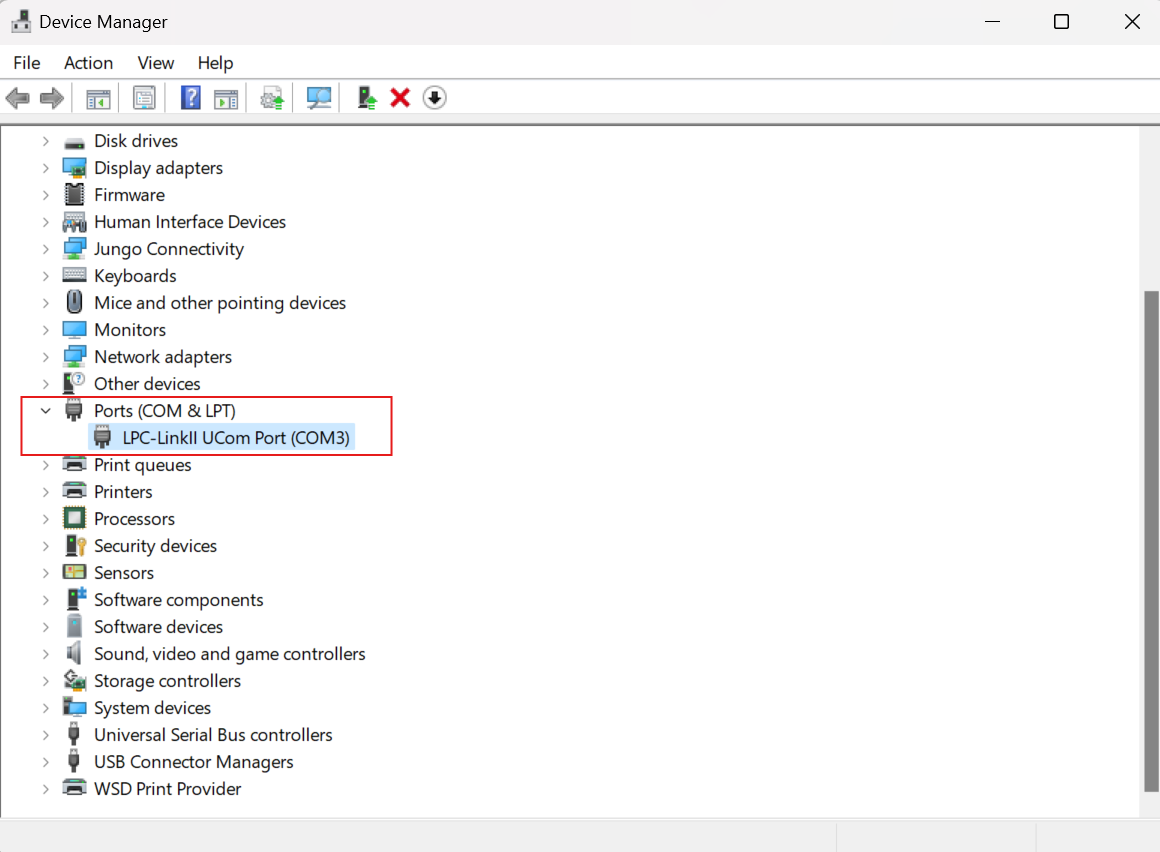 Device Manager
File Action View Help
Disk drives
Display adapters
Firmware
Human Interface Devices
Jungo Connectivity
Keyboards
Mice and other pointing devices
Monitors
Network adapters
Other devices
Ports (COM & LPT)
LPC-LinkII UCom Port (COM3)
Print queues
Printers
Processors
Security devices
Sensors
Software components
Software devices
Sound, video and game controllers
Storage controllers
System devices
Universal Serial Bus controllers
USB Connector Managers
WSD Print Provider